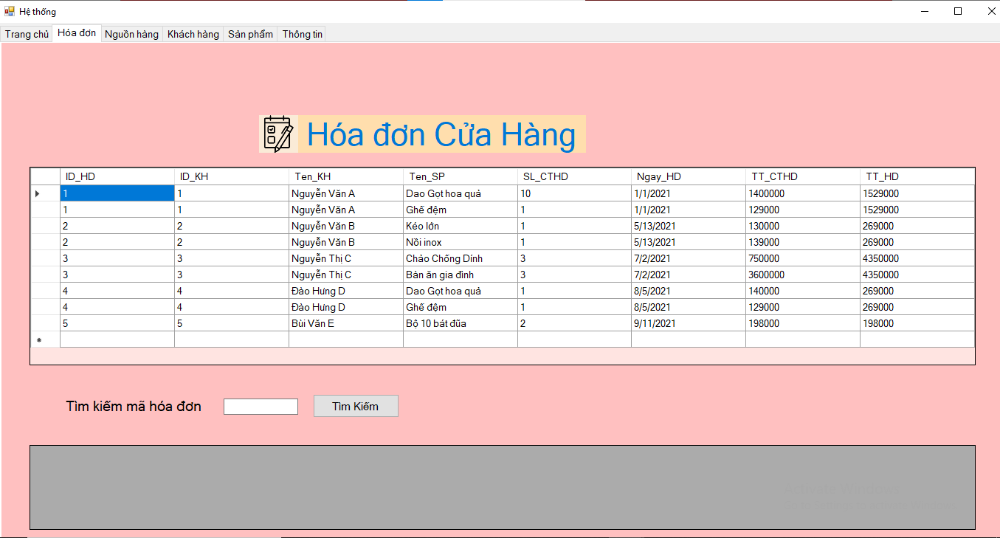 Hệ thống
Trang chủ Hóa đơn Nguồn hàng Khách hàng Sản phẩm Thông tin
Hóa đơn Cửa Hàng
ID_HD ID_KH Ten_KH Ten_SP SL_CTHD Ngay_HD TT_CTHD TT_HD
1 1 Nguyễn Văn A Dao Gọt hoa quả 10 1/1/2021 1400000 1529000
1 1 Nguyễn Văn A Ghế đệm 1 1/1/2021 129000 1529000
2 2 Nguyễn Văn B Kéo lớn 1 5/13/2021 130000 269000
2 2 Nguyễn Văn B Nồi inox 1 5/13/2021 139000 269000
3 3 Nguyễn Thị C Chảo Chống Dính 3 7/2/2021 750000 4350000
3 3 Nguyễn Thị C Bàn ăn gia đình 3 7/2/2021 3600000 4350000
4 4 Đào Hưng D Dao Gọt hoa quả 1 8/5/2021 140000 269000
4 4 Đào Hưng D Ghế đệm 1 8/5/2021 129000 269000
5 5 Bùi Văn E Bộ 10 bát đũa 2 9/11/2021 198000 198000
Tìm kiếm mã hóa đơn Tìm Kiếm